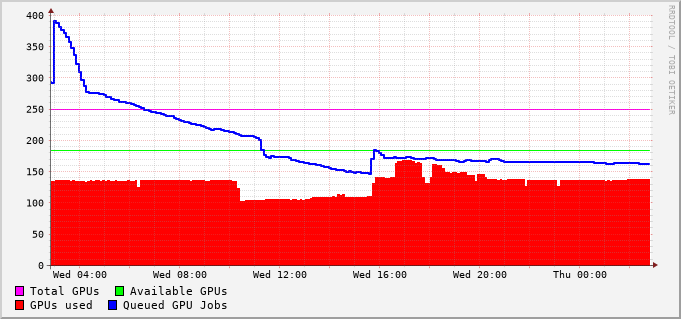 400
350
300
250
200
150
100
50
0
Wed 04:00 Wed 08:00 Wed 12:00 Wed 16:00 Wed 20:00 Thu 00:00
Total GPUs Available GPUs
GPUs used Queued GPU Jobs
RRDTOOL / TOBI OETIKER